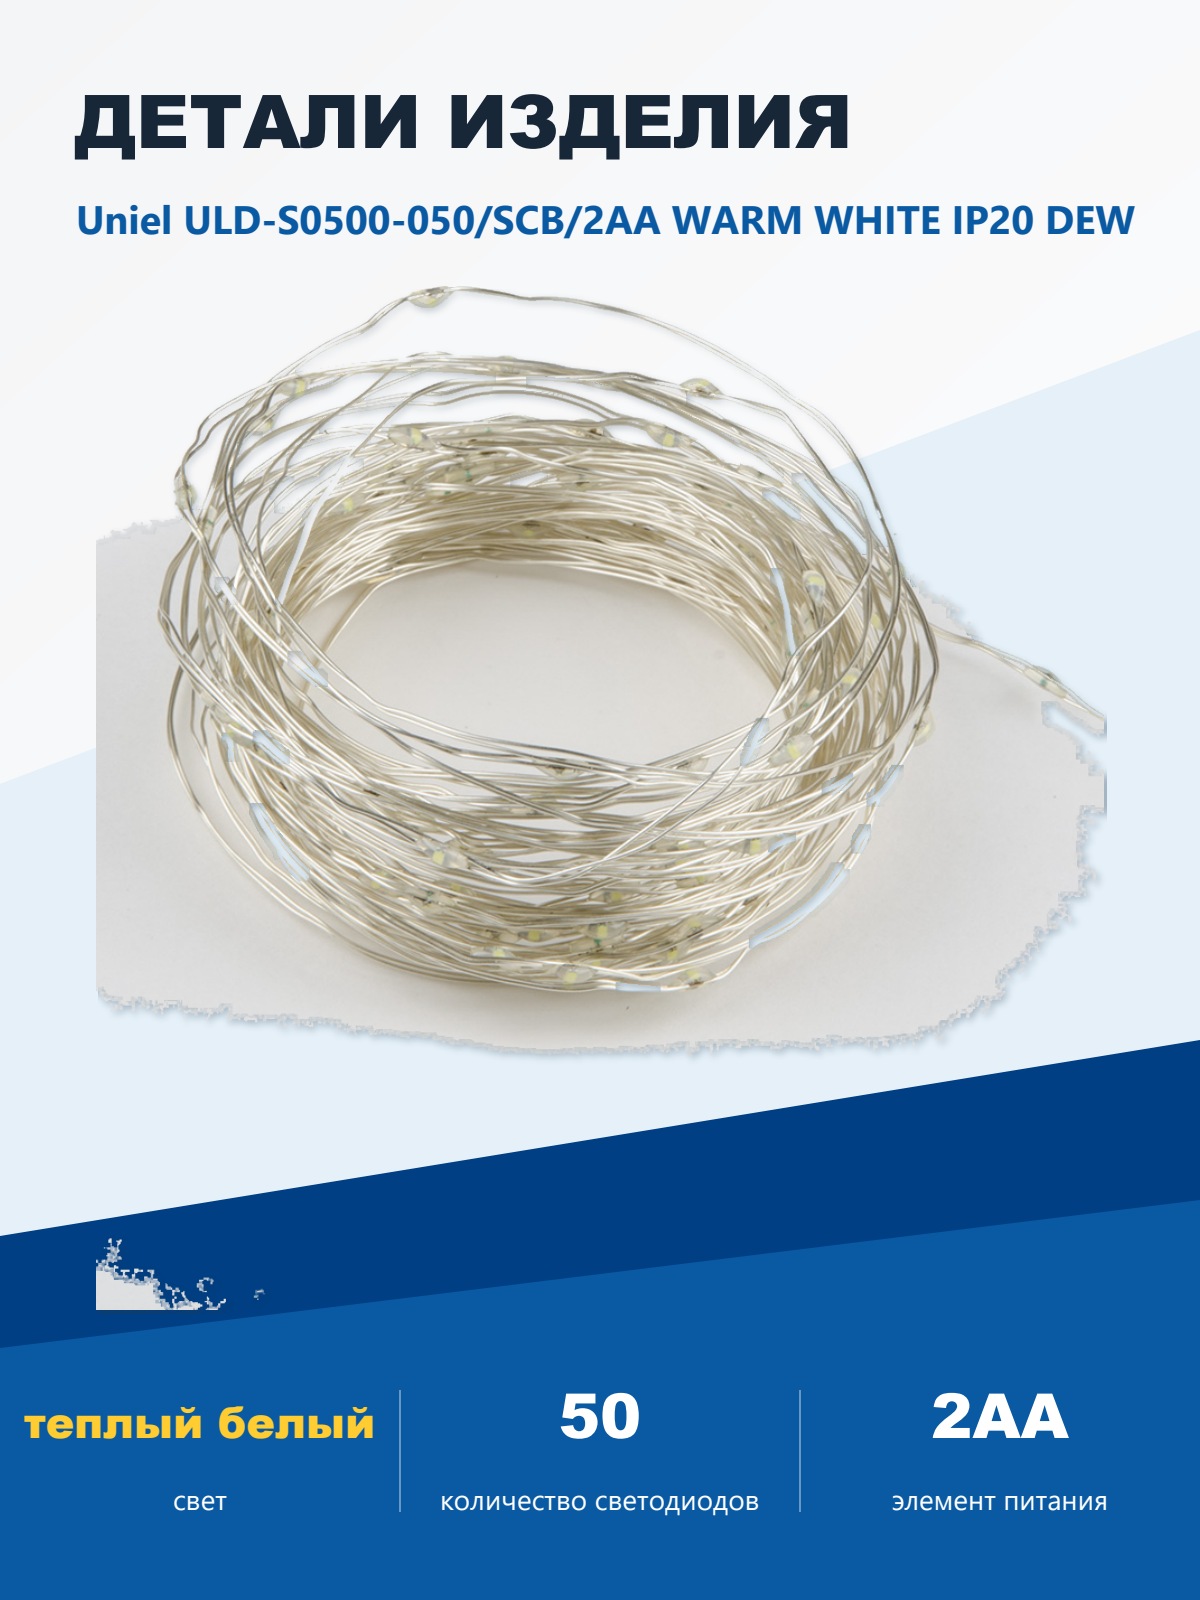 ДЕТАЛИ ИЗДЕЛИЯ
Uniel ULD-S0500-050/SCB/2AA WARM WHITE IP20 DEW
теплый белый
свет
50
количество светодиодов
2AA
элемент питания